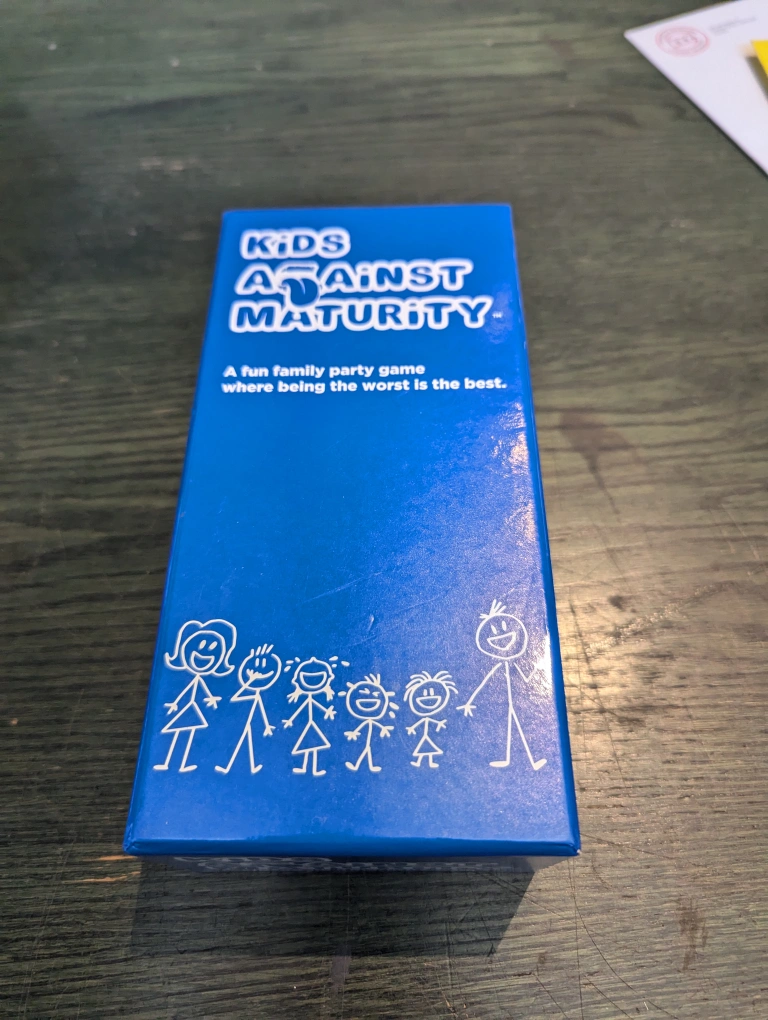 KiDS
AGAiNST
MATURiTY
A fun family party game
where being the worst is the best.